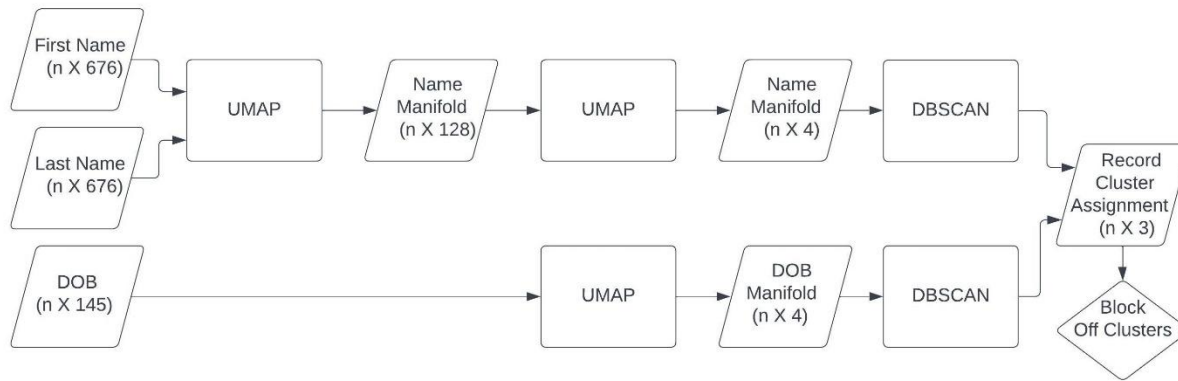 First Name
(n X 676)
UMAP
Name
Manifold
(n X 128)
UMAP
Name
Manifold
(n X 4)
DBSCAN
Last Name
(n X 676)
Record
Cluster
Assignment
(n X 3)
DOB
(n X 145)
UMAP
DOB
Manifold
(n X 4)
DBSCAN
Block
Off Clusters